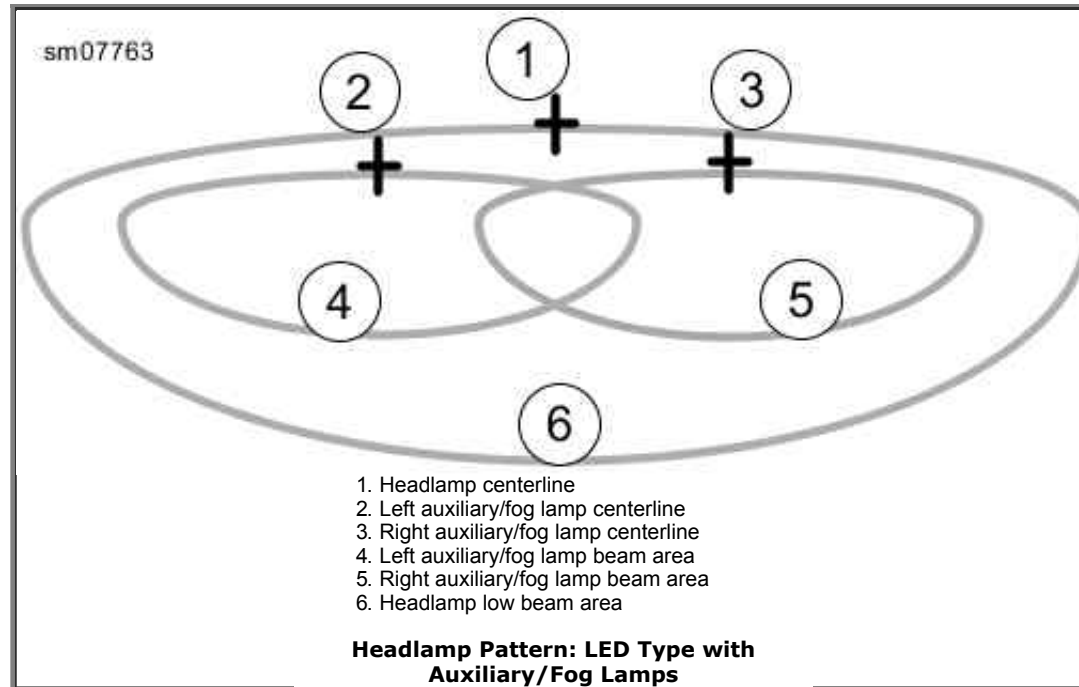 sm07763
1
2
3
4
5
6
1. Headlamp centerline
2. Left auxiliary/fog lamp centerline
3. Right auxiliary/fog lamp centerline
4. Left auxiliary/fog lamp beam area
5. Right auxiliary/fog lamp beam area
6. Headlamp low beam area
Headlamp Pattern: LED Type with
Auxiliary/Fog Lamps